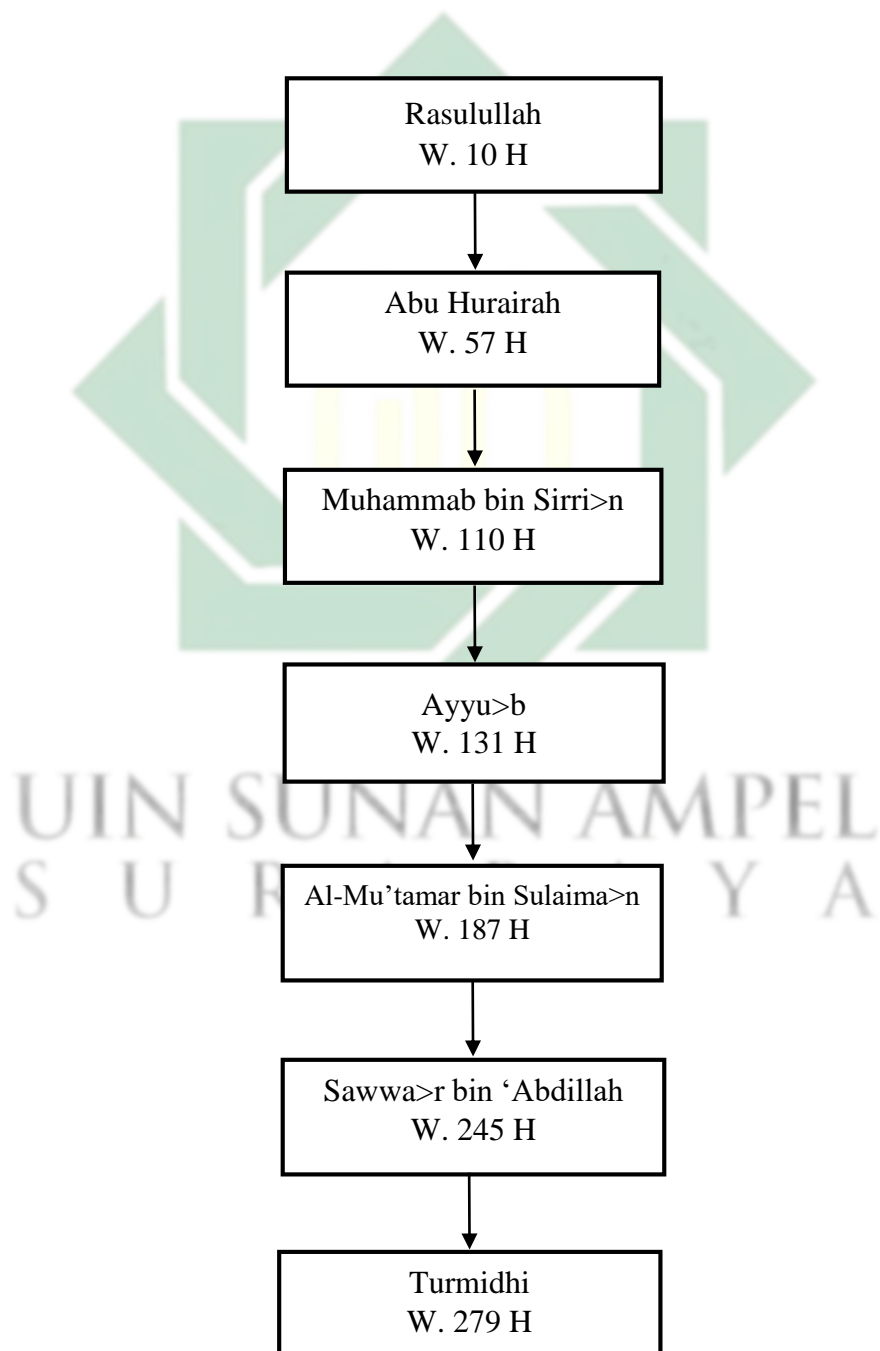 Rasulullah
W. 10 H
Abu Hurairah
W. 57 H
Muhammab bin Sirri>n
W. 110 H
Ayyu>b
W. 131 H
UIN SUNAN AMPEL
Al-Mu’tamar bin Sulaima>n
W. 187 H
Sawwa>r bin ‘Abdillah
W. 245 H
Turmidhi
W. 279 H